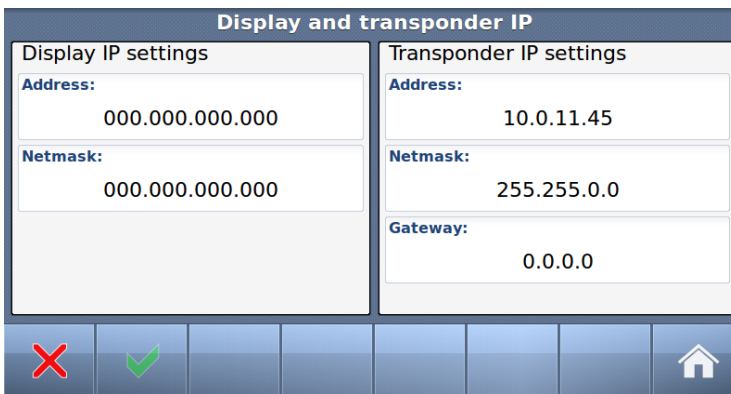 Display and transponder IP
Display IP settings
Address:
000.000.000.000
Netmask:
000.000.000.000
Transponder IP settings
Address:
10.0.11.45
Netmask:
255.255.0.0
Gateway:
0.0.0.0